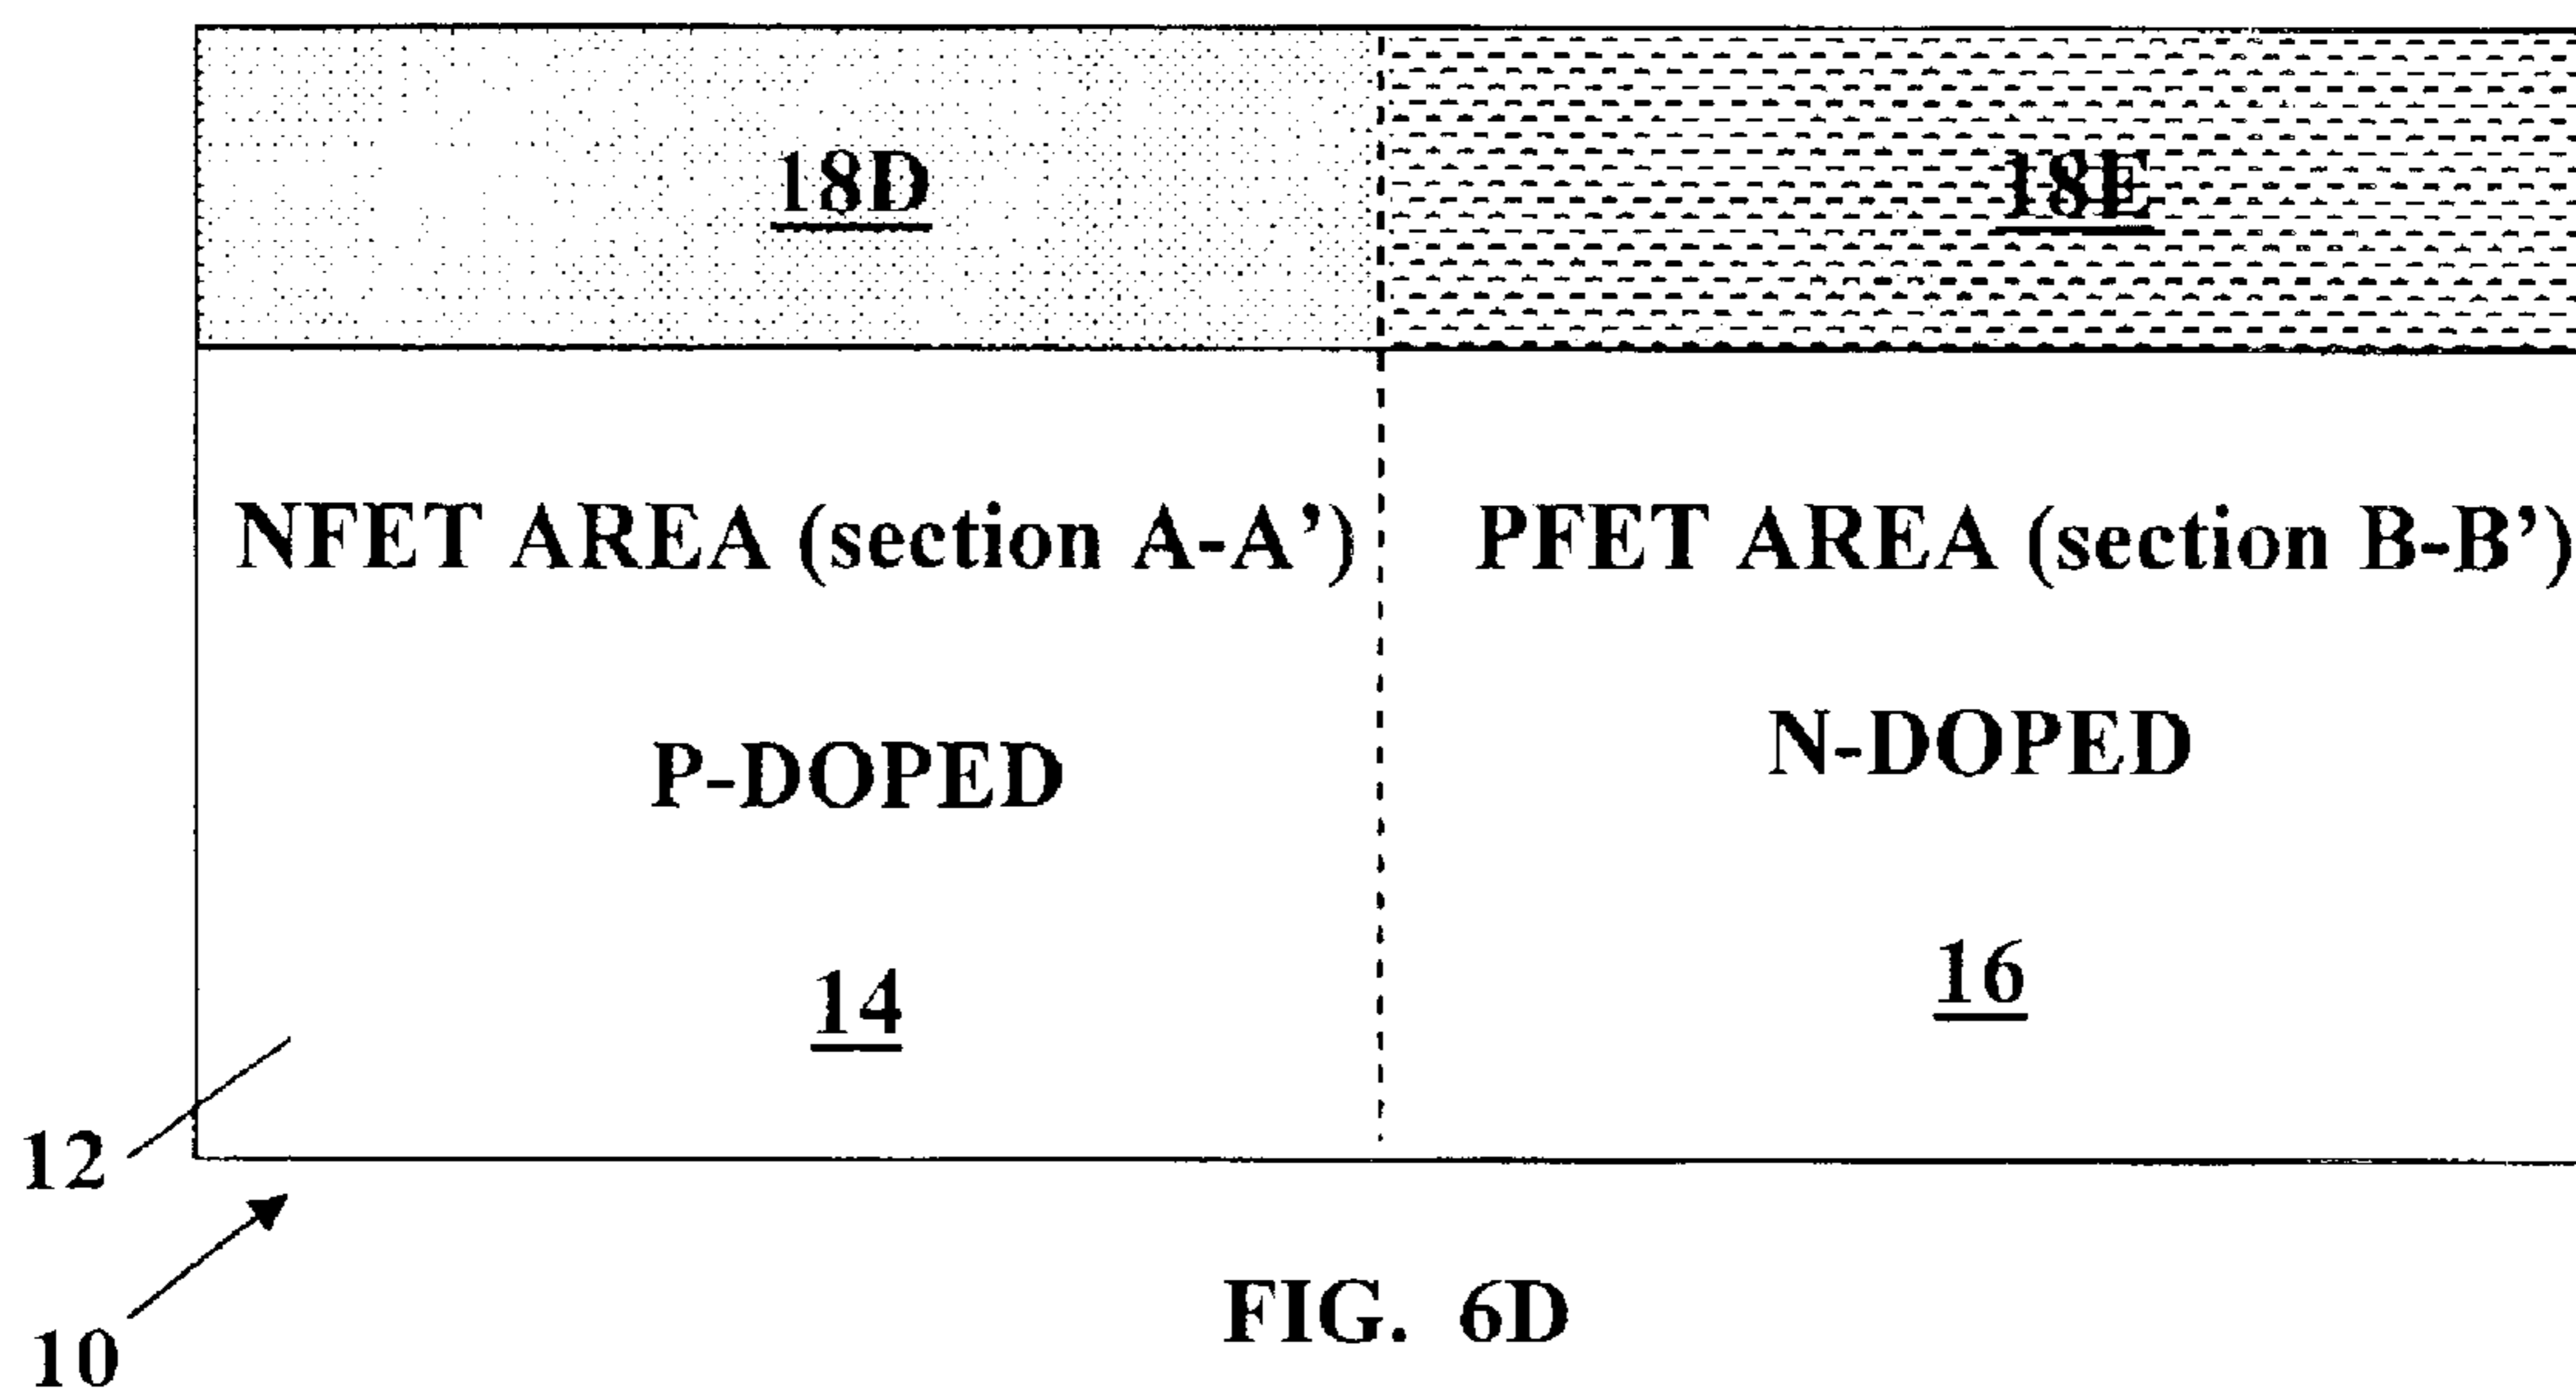 18D 18E
NFET AREA (section A-A’) PFET AREA (section B-B’)
P-DOPED N-DOPED
14 16
12
10
FIG. 6D